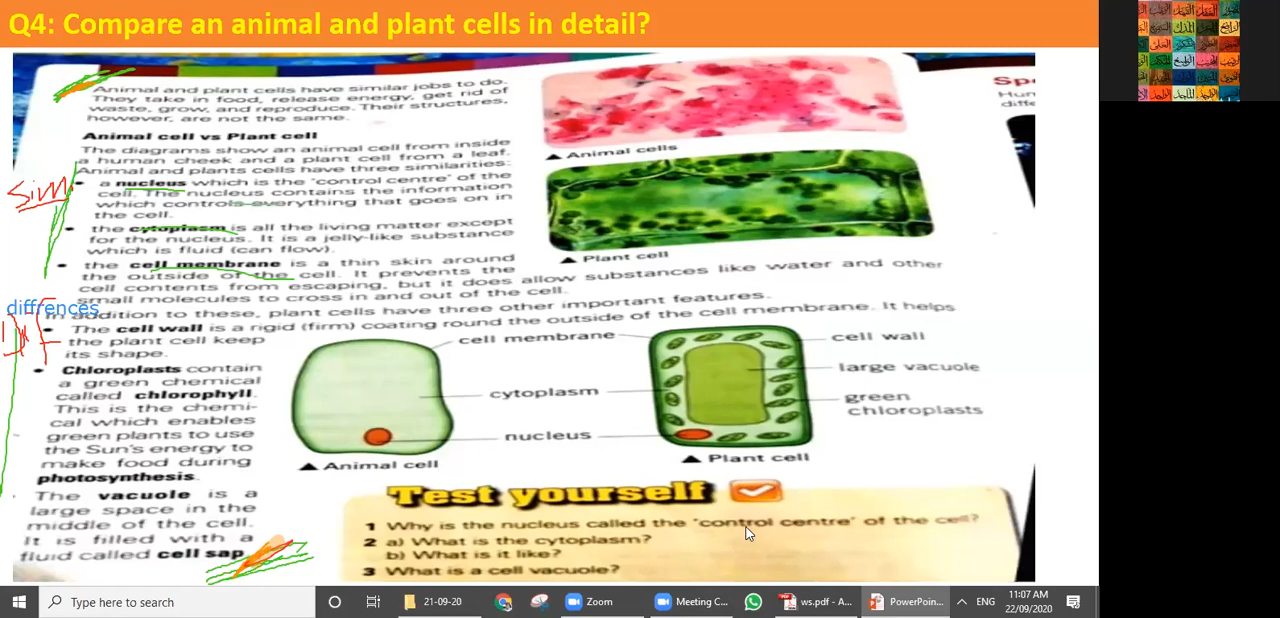 Q4: Compare an animal and plant cells in detail?
Animal and plant cells have similar jobs to do.
They take in food, release energy, get rid of
waste, grow, and reproduce. Their structures,
however, are not the same.
Animal cell vs Plant cell
The diagrams show an animal cell from inside
a human cheek and a plant cell from a leaf.
Animal and plants cells have three similarities:
• a nucleus which is the 'control centre' of the
cell. The nucleus contains the information
which controls everything that goes on in
the cell.
• the cytoplasm is all the living matter except
for the nucleus. It is a jelly-like substance
which is fluid (can flow).
• the cell membrane is a thin skin around
the outside of the cell. It prevents the
cell contents from escaping, but it does allow substances like water and other
small molecules to cross in and out of the cell.
In addition to these, plant cells have three other important features.
• The cell wall is a rigid (firm) coating round the outside of the cell membrane. It helps
the plant cell keep
its shape.
• Chloroplasts contain
a green chemical
called chlorophyll.
This is the chemi-
cal which enables
green plants to use
the Sun's energy to
make food during
photosynthesis.
The vacuole is a
large space in the
middle of the cell.
It is filled with a
fluid called cell sap
Sim
diffrences
▲ Animal cells
▲ Plant cell
cell membrane
cytoplasm
nucleus
cell wall
large vacuole
green
chloroplasts
▲ Animal cell
▲ Plant cell
Test yourself
1 Why is the nucleus called the 'control centre' of the cell?
2 a) What is the cytoplasm?
b) What is it like?
3 What is a cell vacuole?
Type here to search
21-09-20
Zoom
Meeting C...
ws.pdf - A...
PowerPoin...
ENG
11:07 AM
22/09/2020